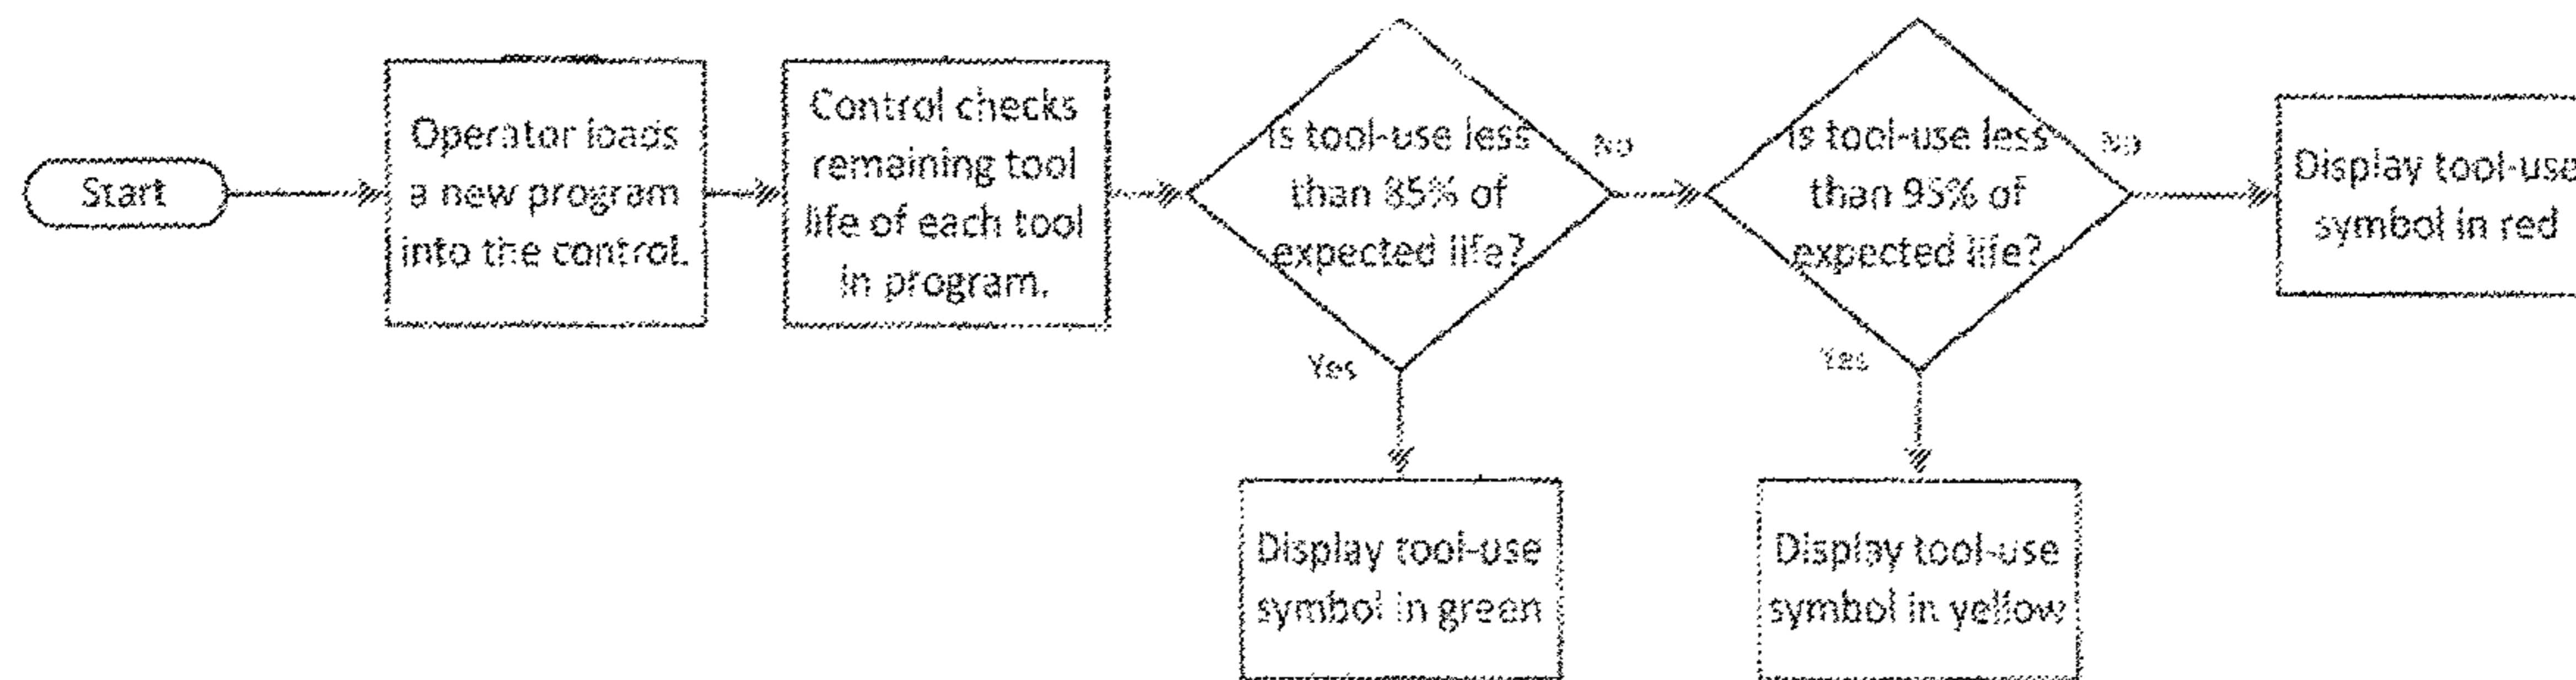 Start
Operator loads
a new program
into the control.
Control checks
remaining tool
life of each tool
in program.
Is tool-use less
than 85% of
expected life?
No
Yes
Is tool-use less
than 95% of
expected life?
No
Yes
Display tool-use
symbol in red
Display tool-use
symbol in green
Display tool-use
symbol in yellow